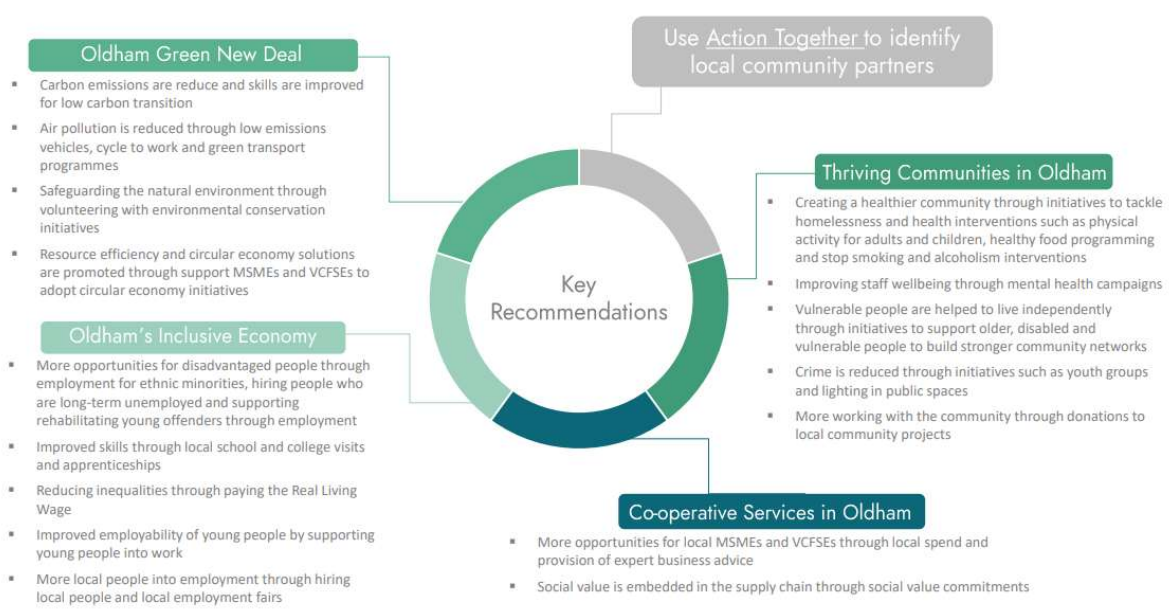 Oldham Green New Deal
▪ Carbon emissions are reduce and skills are improved
for low carbon transition
▪ Air pollution is reduced through low emissions
vehicles, cycle to work and green transport
programmes
▪ Safeguarding the natural environment through
volunteering with environmental conservation
initiatives
▪ Resource efficiency and circular economy solutions
are promoted through support MSMEs and VCFSEs to
adopt circular economy initiatives
Oldham's Inclusive Economy
▪ More opportunities for disadvantaged people through
employment for ethnic minorities, hiring people who
are long-term unemployed and supporting
rehabilitating young offenders through employment
▪ Improved skills through local school and college visits
and apprenticeships
▪ Reducing inequalities through paying the Real Living
Wage
▪ Improved employability of young people by supporting
young people into work
▪ More local people into employment through hiring
local people and local employment fairs
Key
Recommendations
Use Action Together to identify
local community partners
Thriving Communities in Oldham
▪ Creating a healthier community through initiatives to tackle
homelessness and health interventions such as physical
activity for adults and children, healthy food programming
and stop smoking and alcoholism interventions
▪ Improving staff wellbeing through mental health campaigns
▪ Vulnerable people are helped to live independently
through initiatives to support older, disabled and
vulnerable people to build stronger community networks
▪ Crime is reduced through initiatives such as youth groups
and lighting in public spaces
▪ More working with the community through donations to
local community projects
Co-operative Services in Oldham
▪ More opportunities for local MSMEs and VCFSEs through local spend and
provision of expert business advice
▪ Social value is embedded in the supply chain through social value commitments